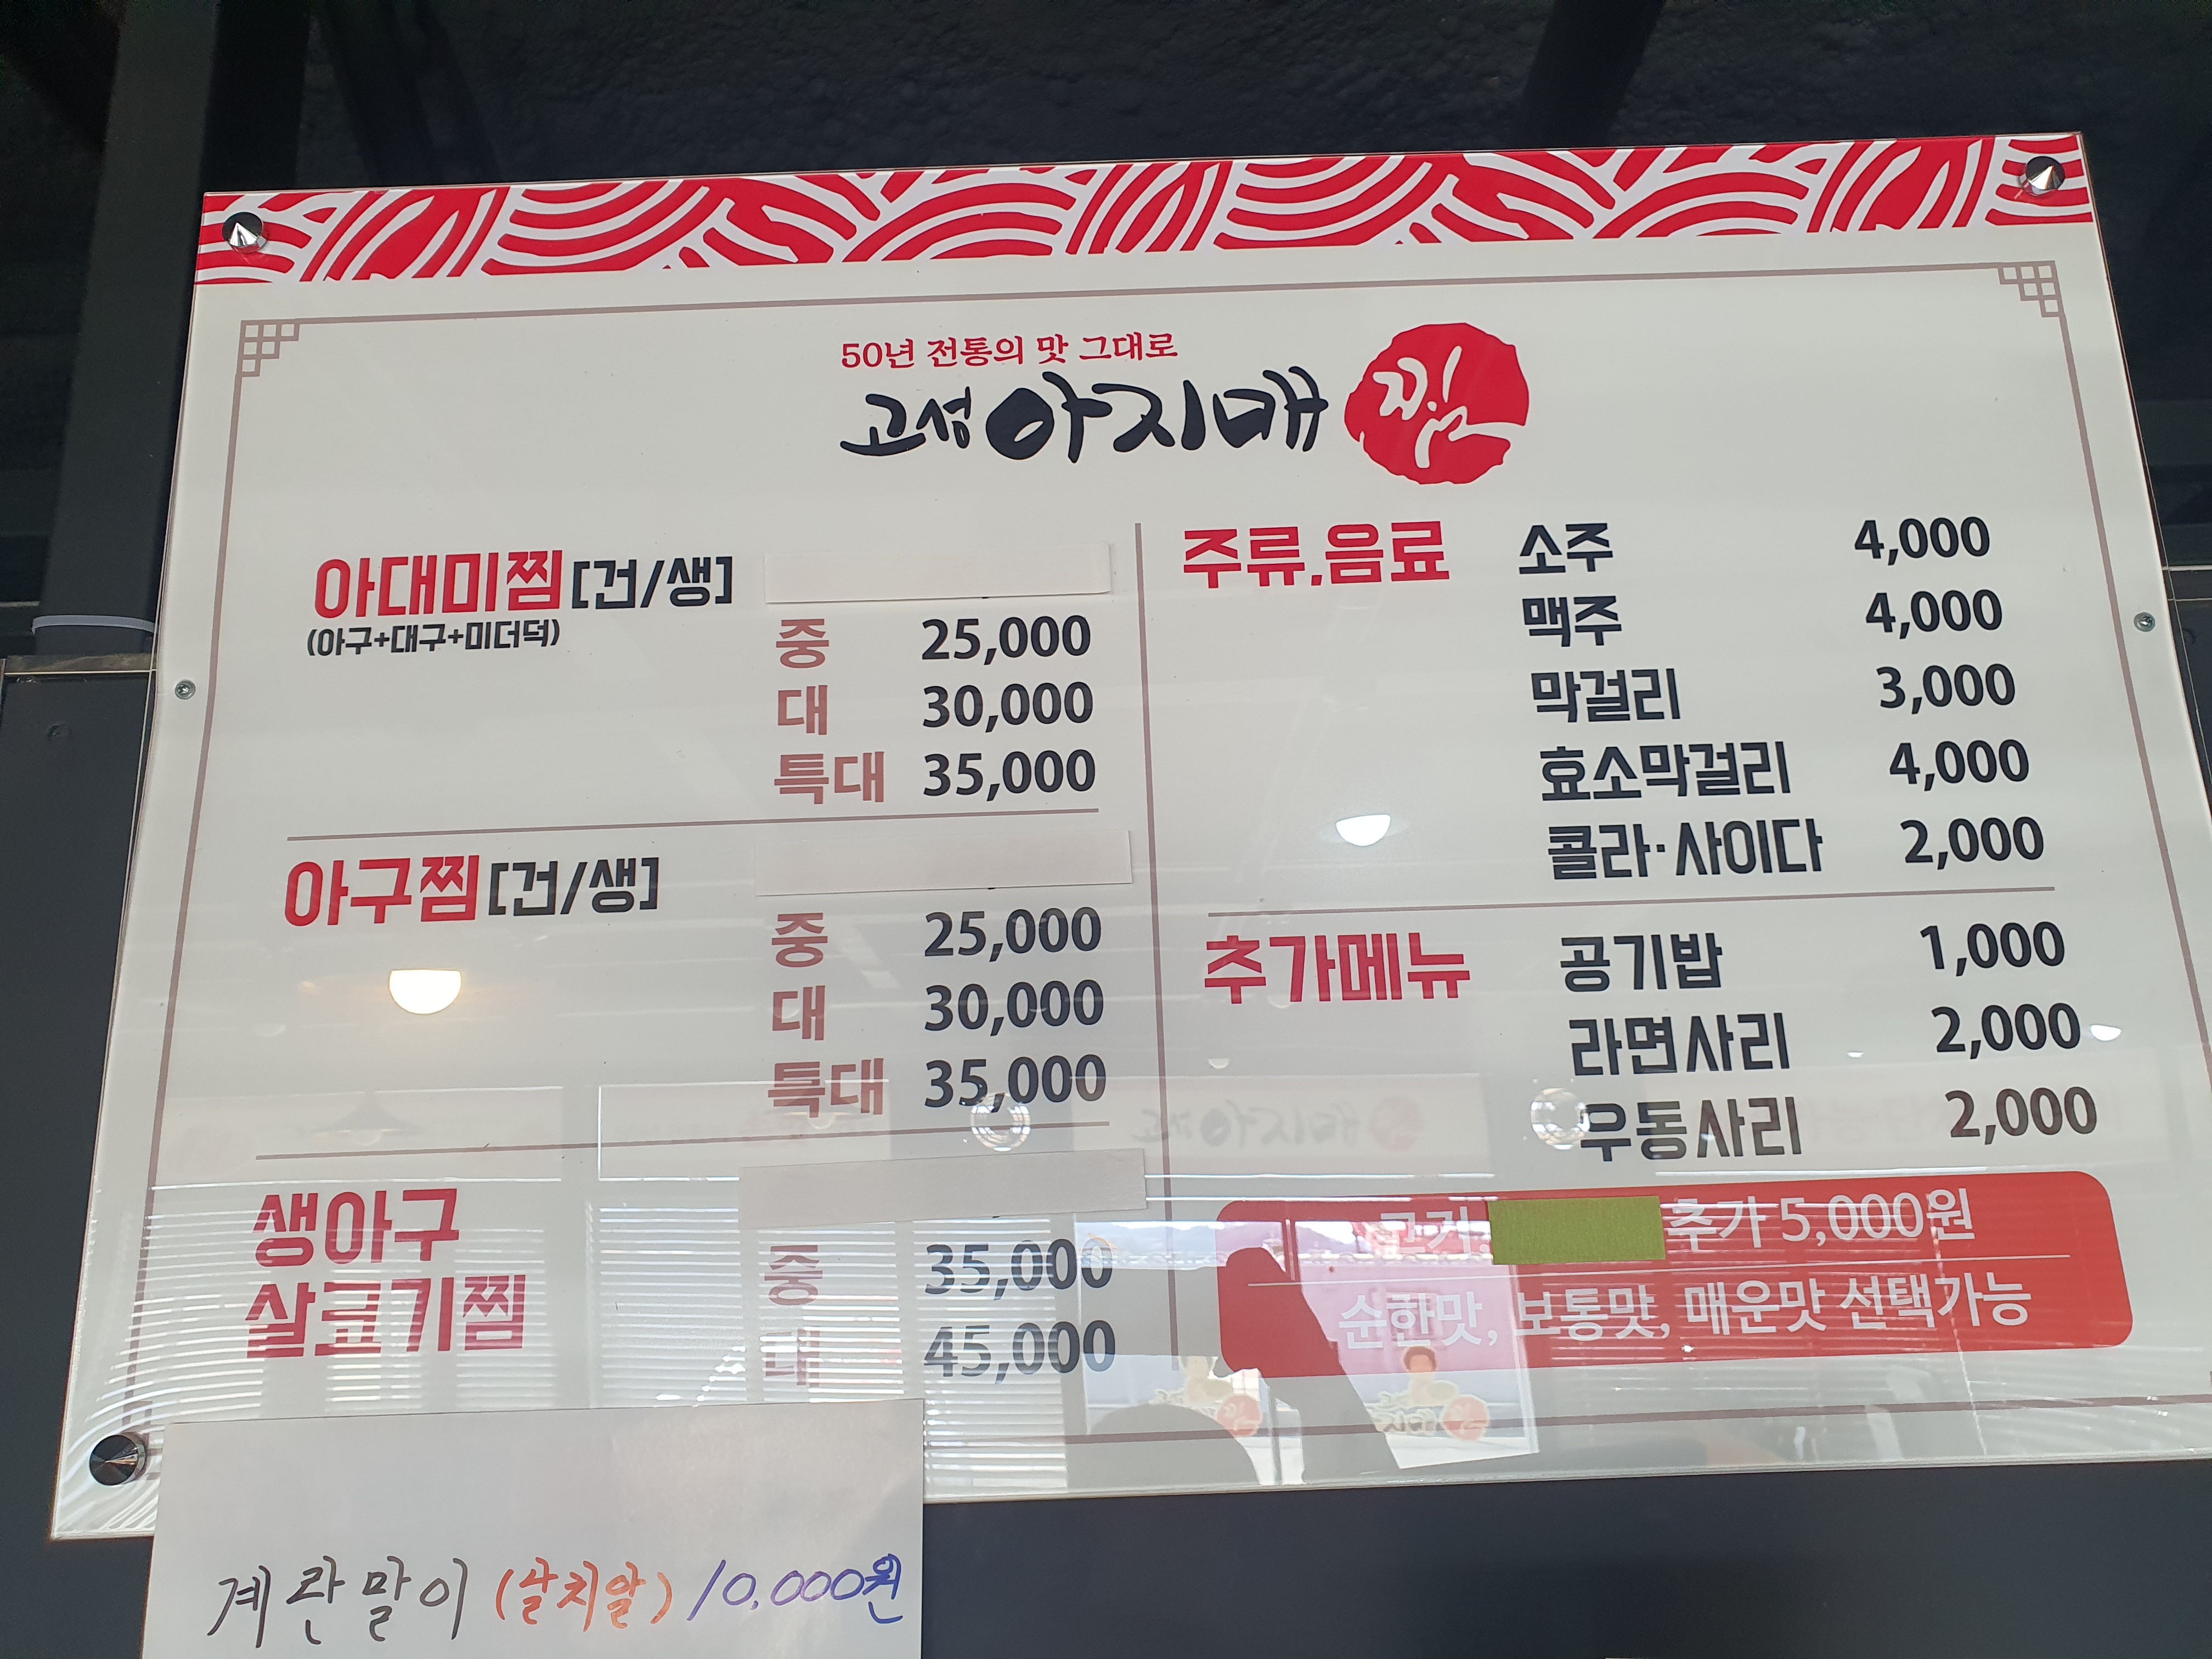 50년 전통의 맛 그대로
고성 아지매 찜
아대미찜[건/생]
(아구+대구+미더덕)
중 25,000
대 30,000
특대 35,000
아구찜[건/생]
중 25,000
대 30,000
특대 35,000
생아구
살코기찜
중 35,000
대 45,000
주류,음료
소주 4,000
맥주 4,000
막걸리 3,000
효소막걸리 4,000
콜라·사이다 2,000
추가메뉴
공기밥 1,000
라면사리 2,000
우동사리 2,000
추가 5,000원
순한맛, 보통맛, 매운맛 선택가능
계란말이 (날치알) 10,000원